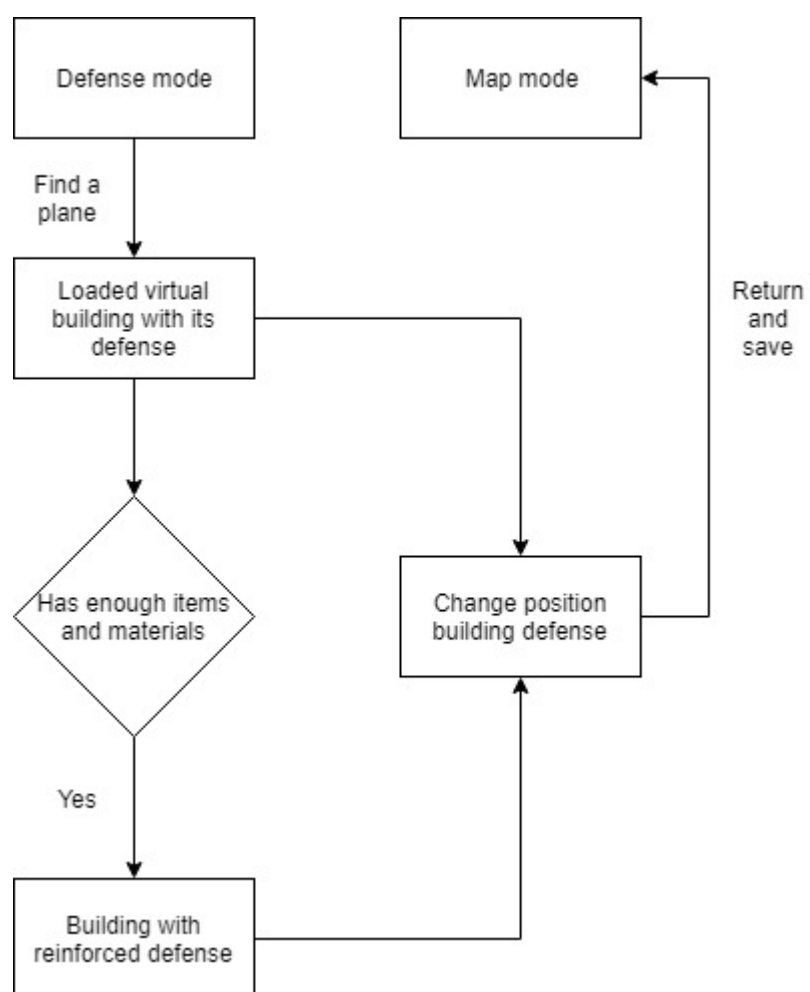 Defense mode
Map mode
Find a
plane
Loaded virtual
building with its
defense
Return
and
save
Has enough items
and materials
Change position
building defense
Yes
Building with
reinforced defense